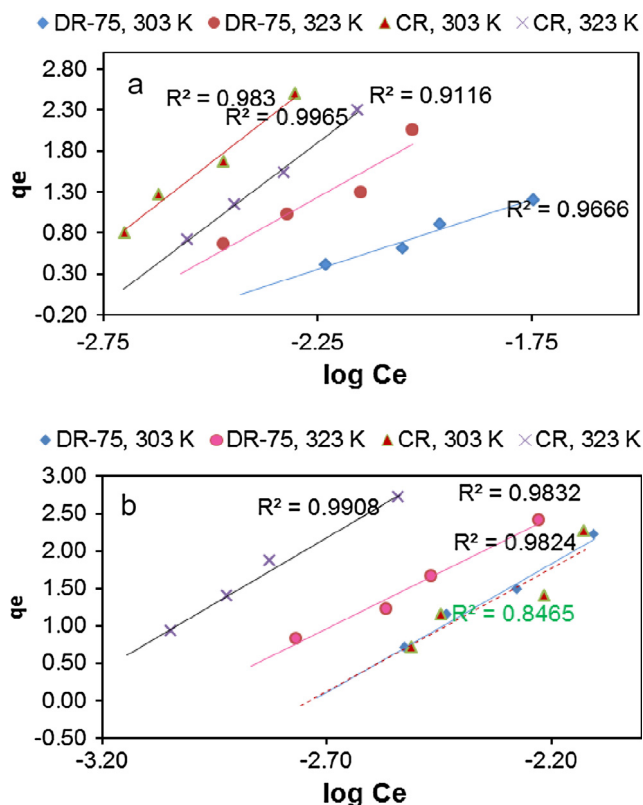 DR-75, 303 K DR-75, 323 K CR, 303 K CR, 323 K
2.80
a
R² = 0.983
R² = 0.9116
2.30
R² = 0.9965
1.80
qe
1.30
R² = 0.9666
0.80
0.30
-0.20
-2.75 -2.25 -1.75
log Ce
DR-75, 303 K DR-75, 323 K CR, 303 K CR, 323 K
3.00
b
R² = 0.9908
R² = 0.9832
2.50
R² = 0.9824
2.00
1.50
qe
R² = 0.8465
1.00
0.50
0.00
-0.50
-3.20 -2.70 -2.20
log Ce